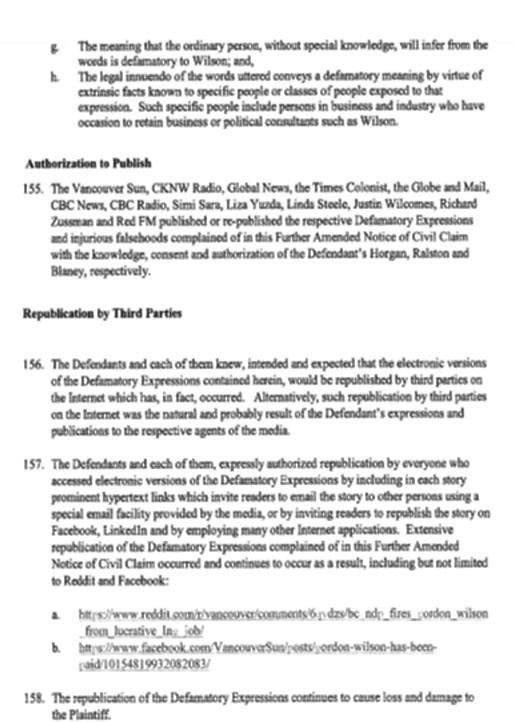 g. The meaning that the ordinary person, without special knowledge, will infer from the
words is defamatory to Wilson; and,
h. The legal innuendo of the words uttered conveys a defamatory meaning by virtue of
extrinsic facts known to specific people or classes of people exposed to that
expression. Such specific people include persons in business and industry who have
occasion to retain business or political consultants such as Wilson.
Authorization to Publish
155. The Vancouver Sun, CKNW Radio, Global News, the Times Colonist, the Globe and Mail,
CBC News, CBC Radio, Simi Sara, Liza Yuzda, Linda Steele, Justin Wilcomes, Richard
Zussman and Red FM published or re-published the respective Defamatory Expressions
and injurious falsehoods complained of in this Further Amended Notice of Civil Claim
with the knowledge, consent and authorization of the Defendant's Horgan, Ralston and
Blaney, respectively.
Republication by Third Parties
156. The Defendants and each of them knew, intended and expected that the electronic versions
of the Defamatory Expressions contained herein, would be republished by third parties on
the Internet which has, in fact, occurred. Alternatively, such republication by third parties
on the Internet was the natural and probably result of the Defendant's expressions and
publications to the respective agents of the media.
157. The Defendants and each of them, expressly authorized republication by everyone who
accessed electronic versions of the Defamatory Expressions by including in each story
prominent hypertext links which invite readers to email the story to other persons using a
special email facility provided by the media, or by inviting readers to republish the story on
Facebook, LinkedIn and by employing many other Internet applications. Extensive
republication of the Defamatory Expressions complained of in this Further Amended
Notice of Civil Claim occurred and continues to occur as a result, including but not limited
to Reddit and Facebook:
a.
b.
158. The republication of the Defamatory Expressions continues to cause loss and damage to
the Plaintiff.